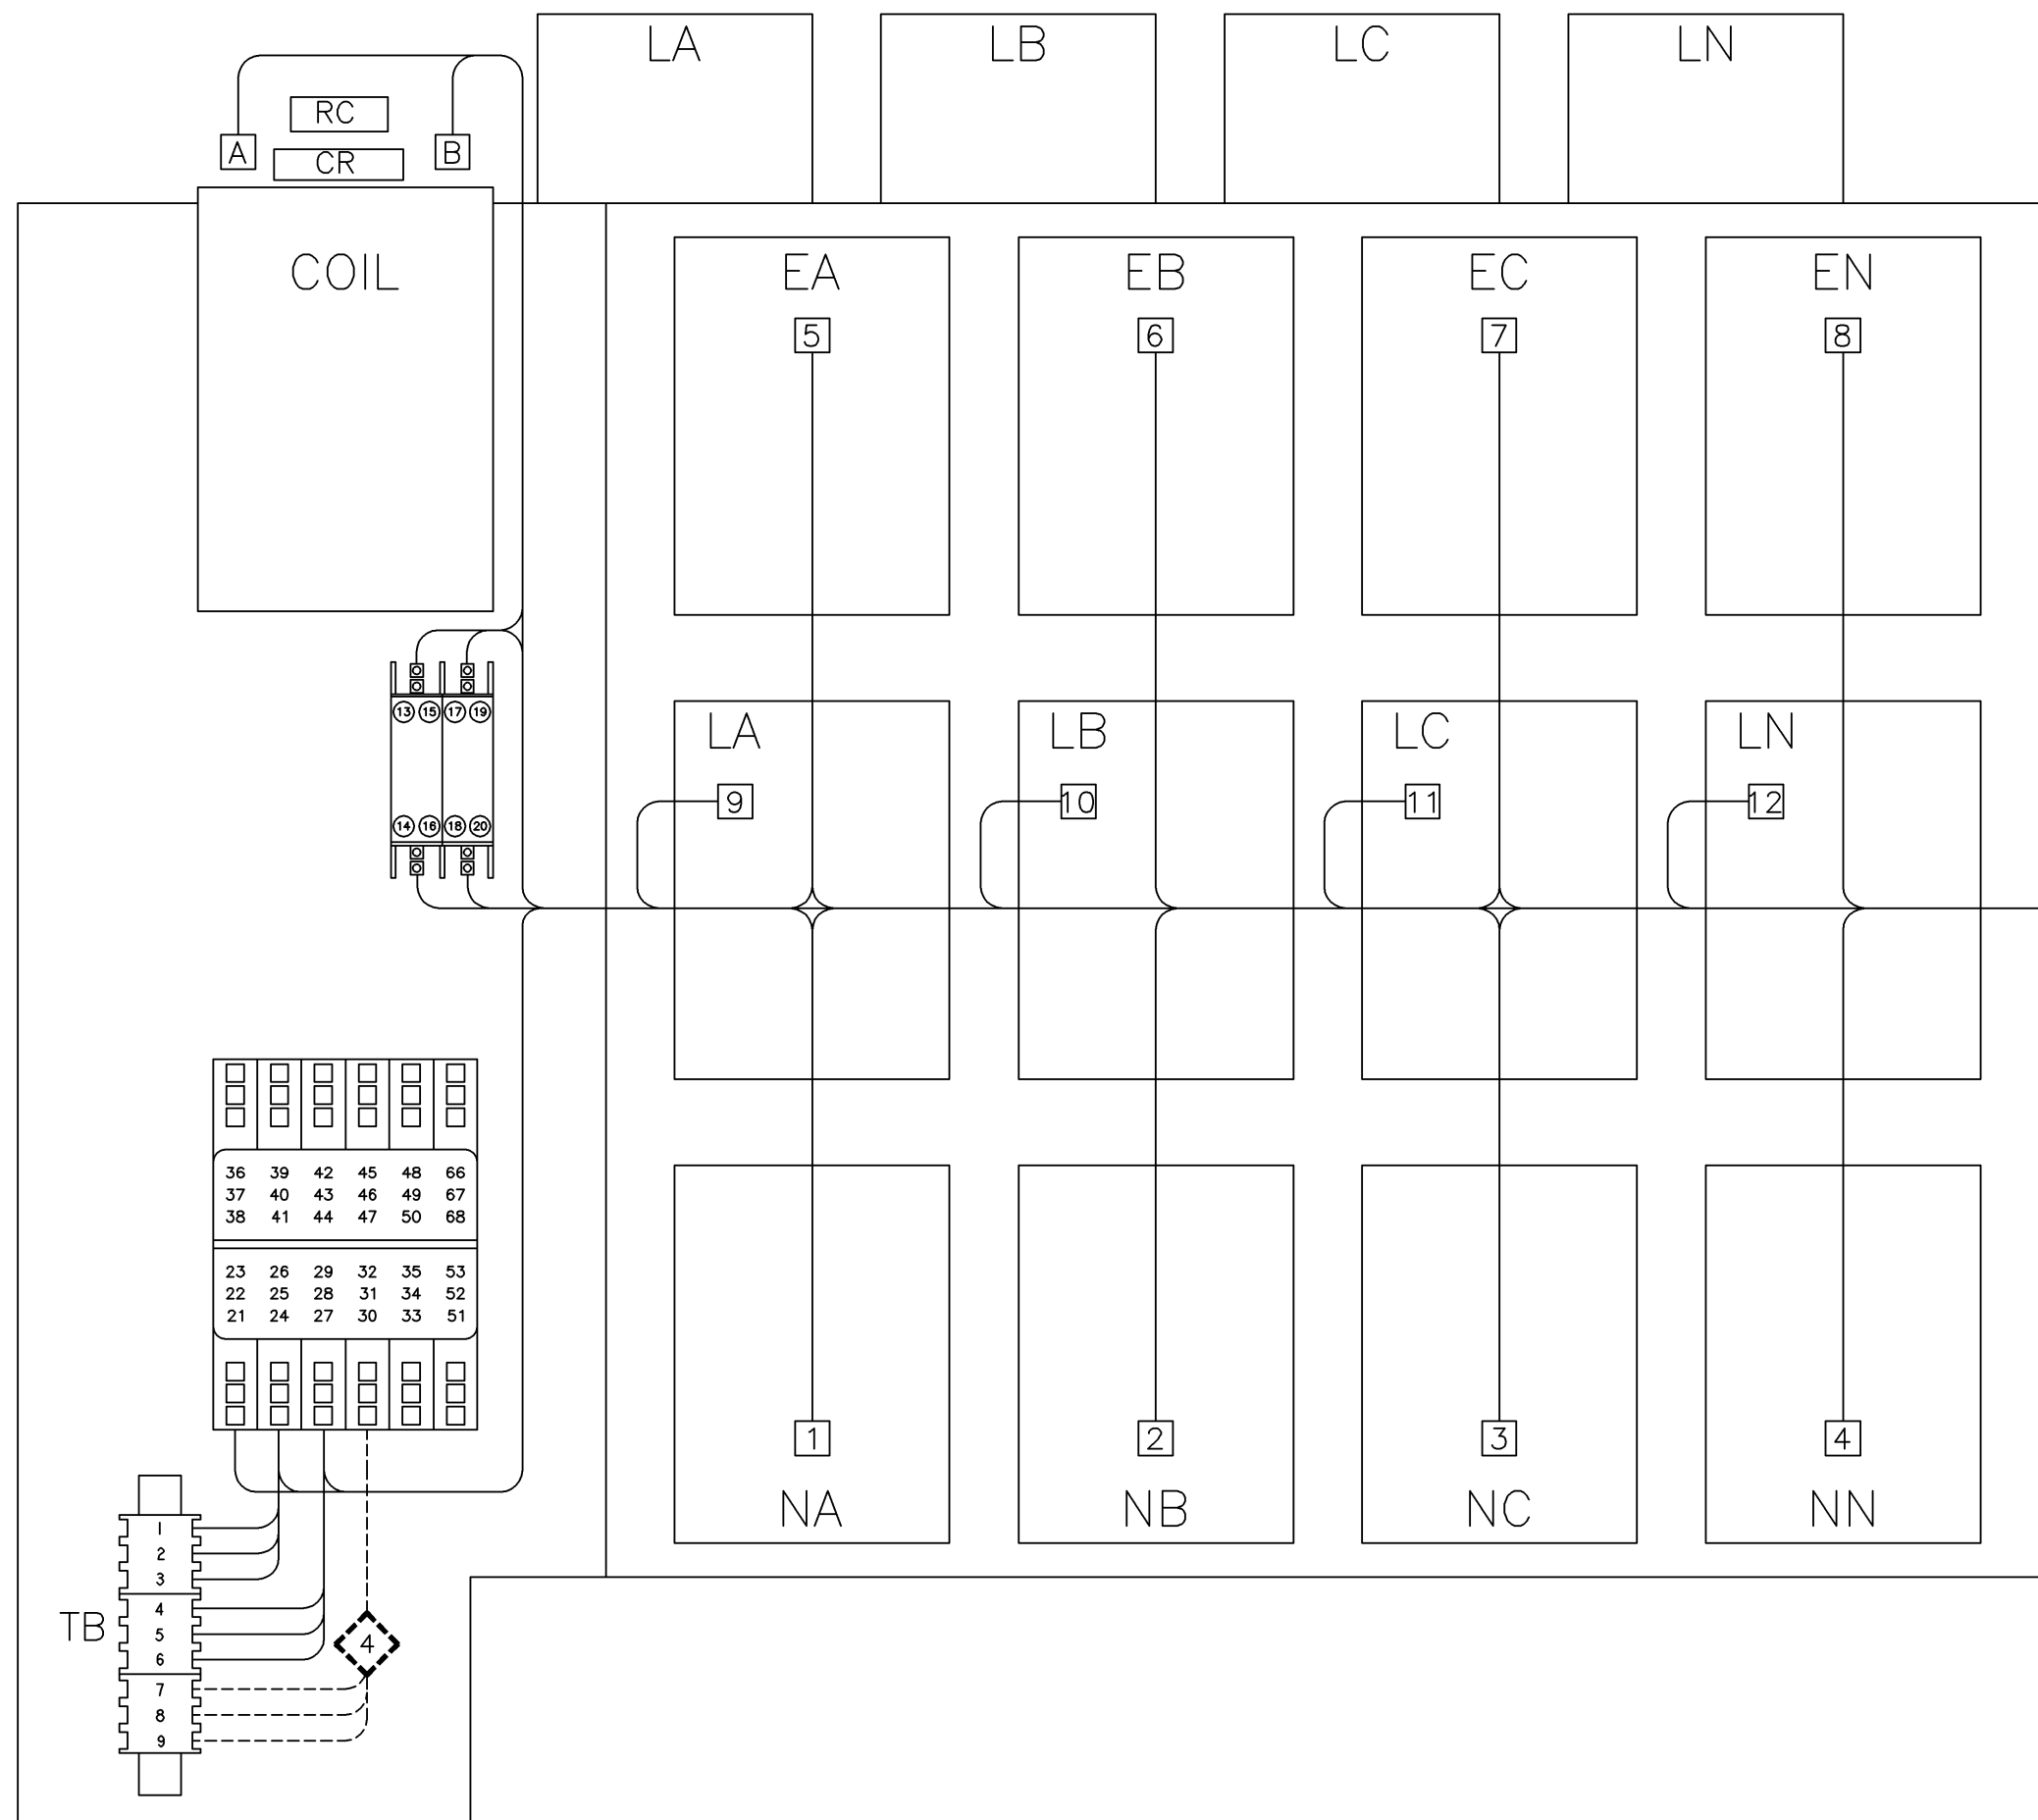 LA LB LC LN
RC
A CR B
COIL EA EB EC EN
5 6 7 8
13 15 17 19
LA LB LC LN
9 10 11 12
14 16 18 20
36 39 42 45 48 66
37 40 43 46 49 67
38 41 44 47 50 68
23 26 29 32 35 53
22 25 28 31 34 52
21 24 27 30 33 51
1 2 3 4
NA NB NC NN
1
2
3
4
TB
5
4
6
7
8
9